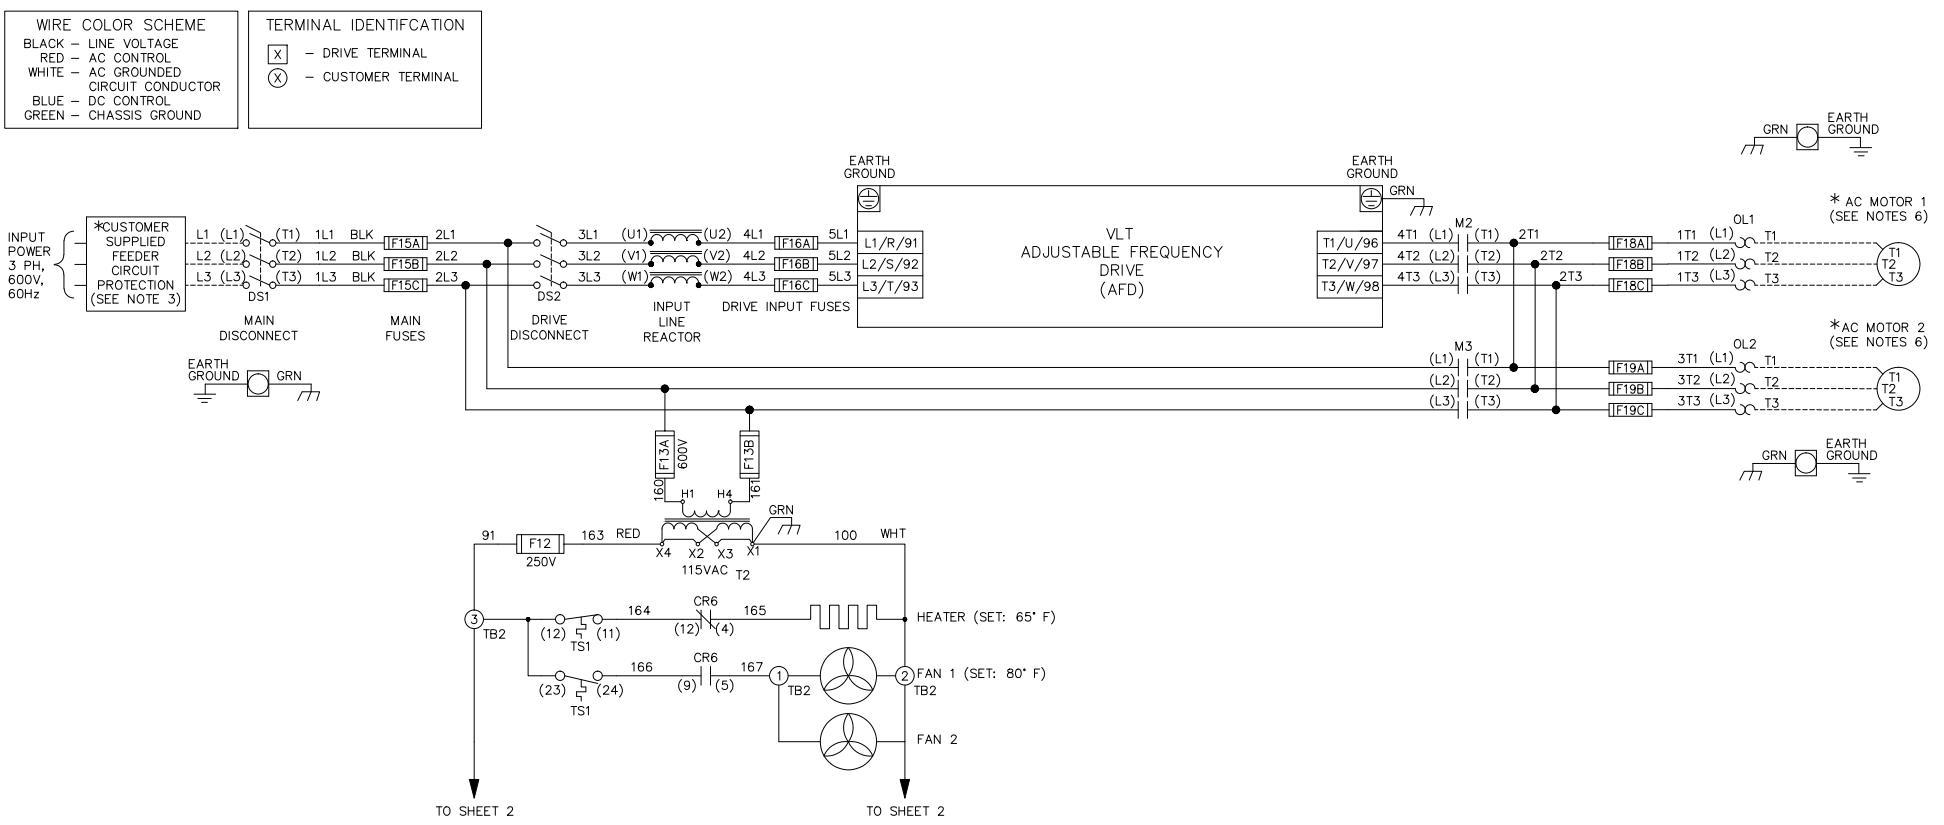 WIRE COLOR SCHEME
BLACK – LINE VOLTAGE
RED – AC CONTROL
WHITE – AC GROUNDED
CIRCUIT CONDUCTOR
BLUE – DC CONTROL
GREEN – CHASSIS GROUND
TERMINAL IDENTIFCATION
X – DRIVE TERMINAL
X – CUSTOMER TERMINAL
INPUT
POWER
3 PH,
600V,
60Hz
*CUSTOMER
SUPPLIED
FEEDER
CIRCUIT
PROTECTION
(SEE NOTE 3)
L1 (L1) (T1) 1L1 BLK F15A 2L1 3L1 (U1) (U2) 4L1 F16A 5L1 L1/R/91
L2 (L2) (T2) 1L2 BLK F15B 2L2 3L2 (V1) (V2) 4L2 F16B 5L2 L2/S/92
L3 (L3) (T3) 1L3 BLK F15C 2L3 3L3 (W1) (W2) 4L3 F16C 5L3 L3/T/93
DS1
MAIN
DISCONNECT
MAIN
FUSES
DS2
DRIVE
DISCONNECT
INPUT
LINE
REACTOR
DRIVE INPUT FUSES
EARTH
GROUND
GRN
EARTH
GROUND
VLT
ADJUSTABLE FREQUENCY
DRIVE
(AFD)
EARTH
GROUND
GRN
M2
T1/U/96 4T1 (L1) (T1) 2T1 F18A 1T1 (L1) T1
T2/V/97 4T2 (L2) (T2) 2T2 F18B 1T2 (L2) T2
T3/W/98 4T3 (L3) (T3) 2T3 F18C 1T3 (L3) T3
OL1
GRN
EARTH
GROUND
* AC MOTOR 1
(SEE NOTES 6)
T1
T2
T3
M3
(L1) (T1) F19A 3T1 (L1) T1
(L2) (T2) F19B 3T2 (L2) T2
(L3) (T3) F19C 3T3 (L3) T3
OL2
* AC MOTOR 2
(SEE NOTES 6)
T1
T2
T3
GRN
EARTH
GROUND
F13A
600V
F13B
160
H1 H4
161
GRN
91 F12 163 RED
250V
X4 X2 X3 X1
115VAC T2
100 WHT
3
TB2
(12) (11)
TS1
164
CR6
(12) (4)
165
HEATER (SET: 65° F)
(23) (24)
TS1
166
CR6
(9) (5)
167
1
TB2
2
TB2
FAN 1 (SET: 80° F)
FAN 2
TO SHEET 2
TO SHEET 2